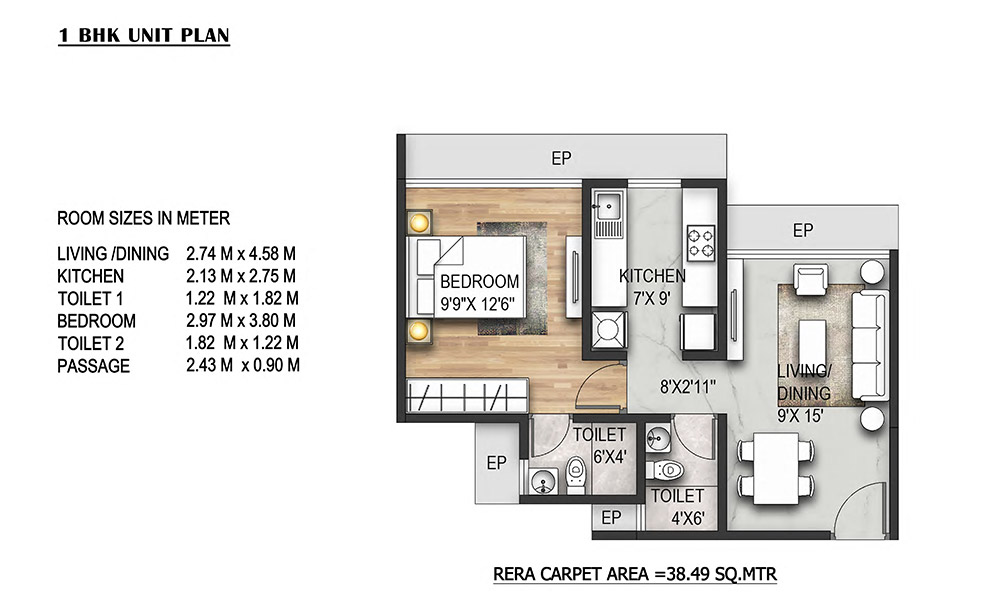 1 BHK UNIT PLAN
ROOM SIZES IN METER
LIVING /DINING 2.74 M x 4.58 M
KITCHEN 2.13 M x 2.75 M
TOILET 1 1.22 M x 1.82 M
BEDROOM 2.97 M x 3.80 M
TOILET 2 1.82 M x 1.22 M
PASSAGE 2.43 M x 0.90 M
EP
EP
BEDROOM
9'9"X 12'6"
KITCHEN
7'X 9'
8'X2'11"
LIVING/
DINING
9'X 15'
TOILET
6'X4'
EP
TOILET
4'X6'
EP
RERA CARPET AREA =38.49 SQ.MTR